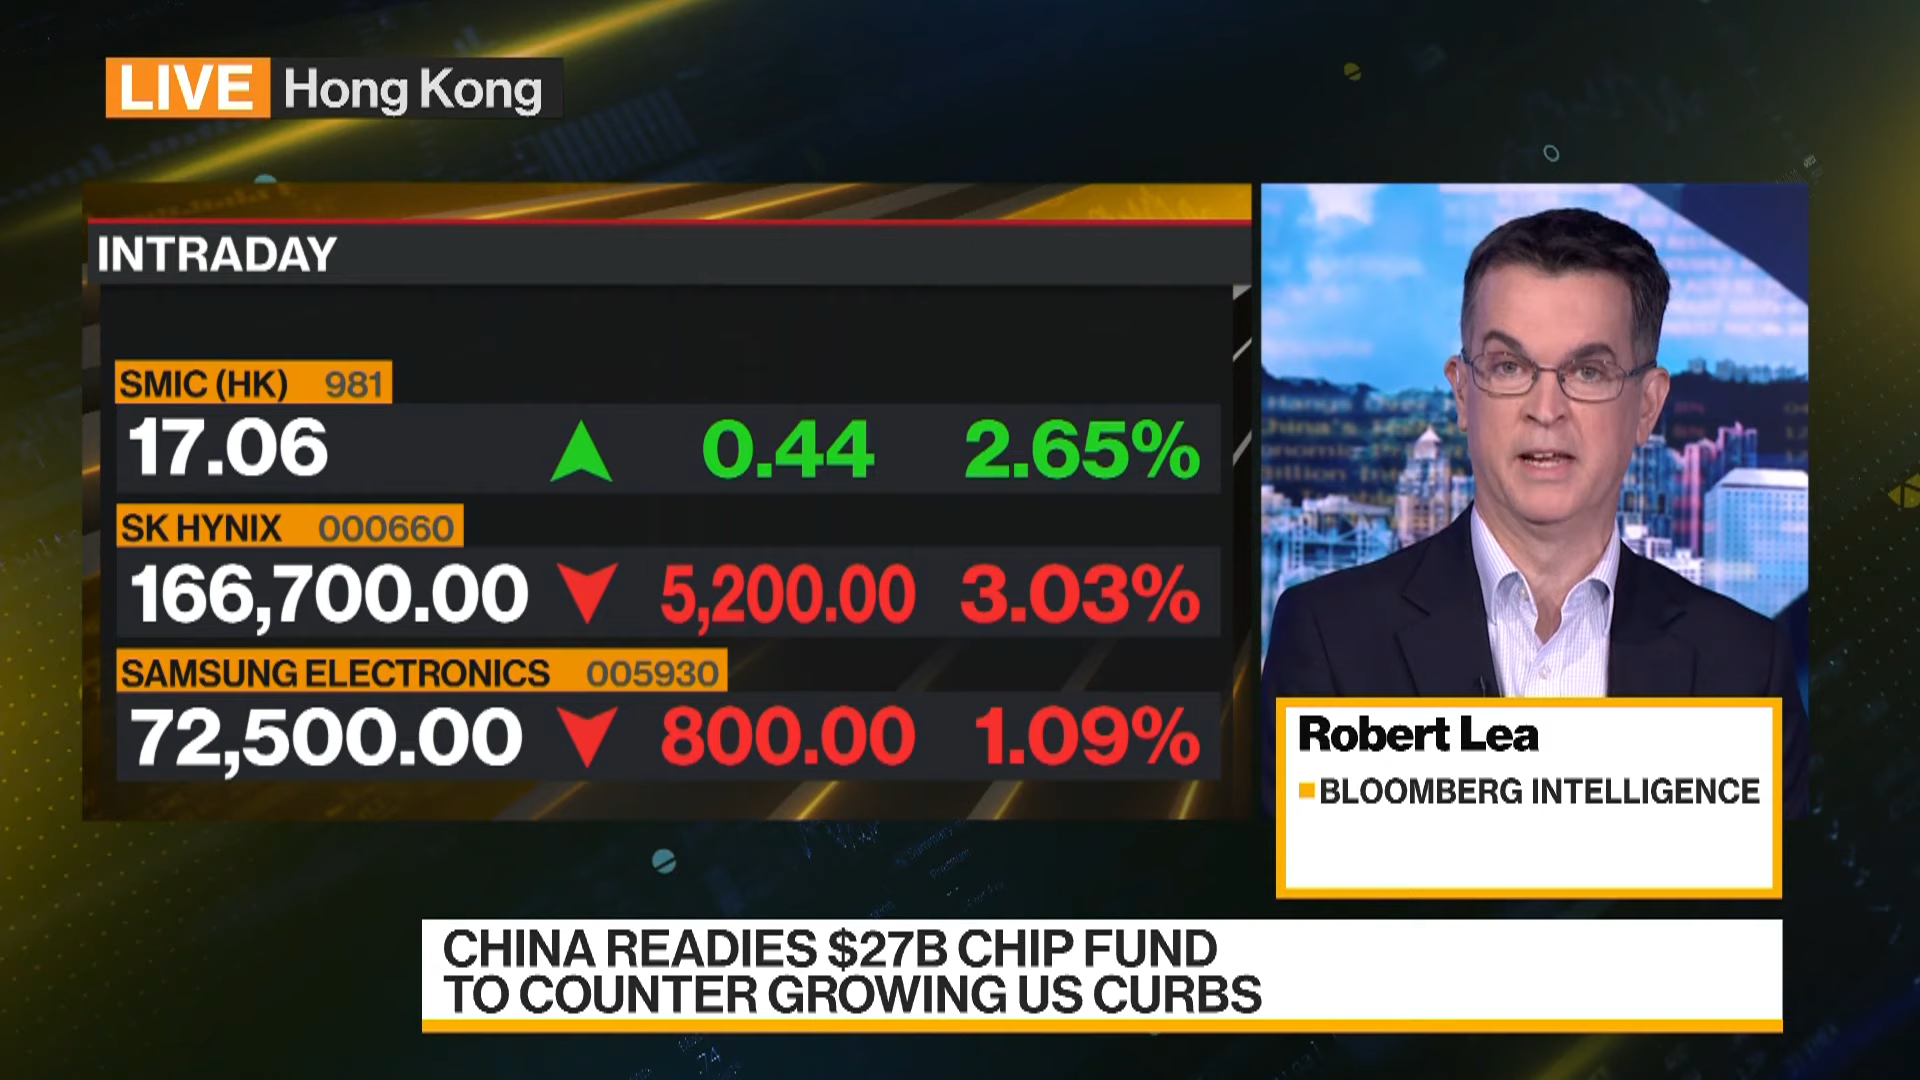 LIVE Hong Kong
INTRADAY
SMIC (HK) 981
17.06 ▲ 0.44 2.65%
SK HYNIX 000660
166,700.00 ▼ 5,200.00 3.03%
SAMSUNG ELECTRONICS 005930
72,500.00 ▼ 800.00 1.09%
Robert Lea
BLOOMBERG INTELLIGENCE
CHINA READIES $27B CHIP FUND
TO COUNTER GROWING US CURBS